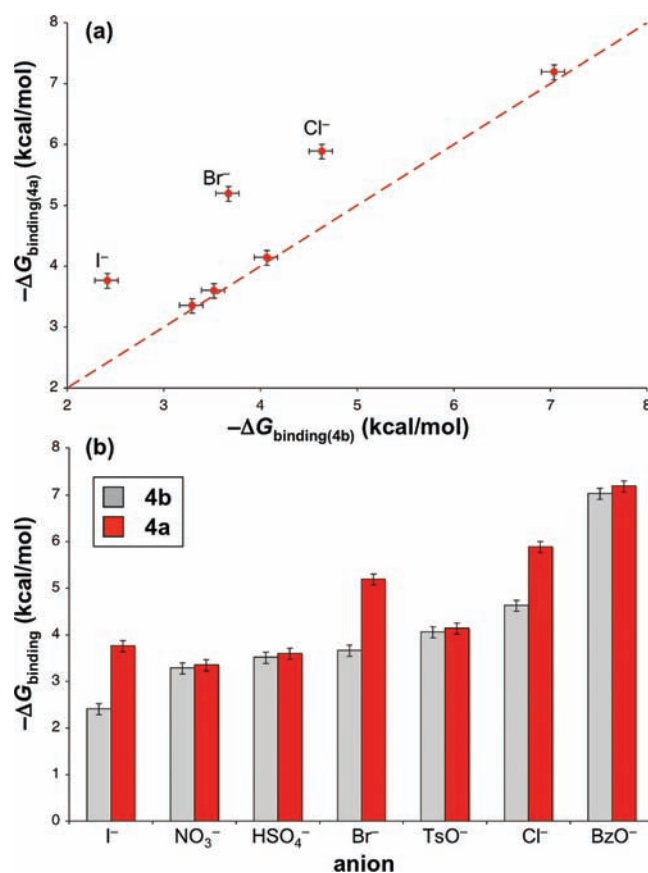 (a)
8
7
6
5
4
3
2
−ΔGbinding(4a) (kcal/mol)
Cl−
Br−
I−
2 3 4 5 6 7 8
−ΔGbinding(4b) (kcal/mol)
(b)
8
7
6
5
4
3
2
1
0
−ΔGbinding (kcal/mol)
4b
4a
I− NO3− HSO4− Br− TsO− Cl− BzO−
anion